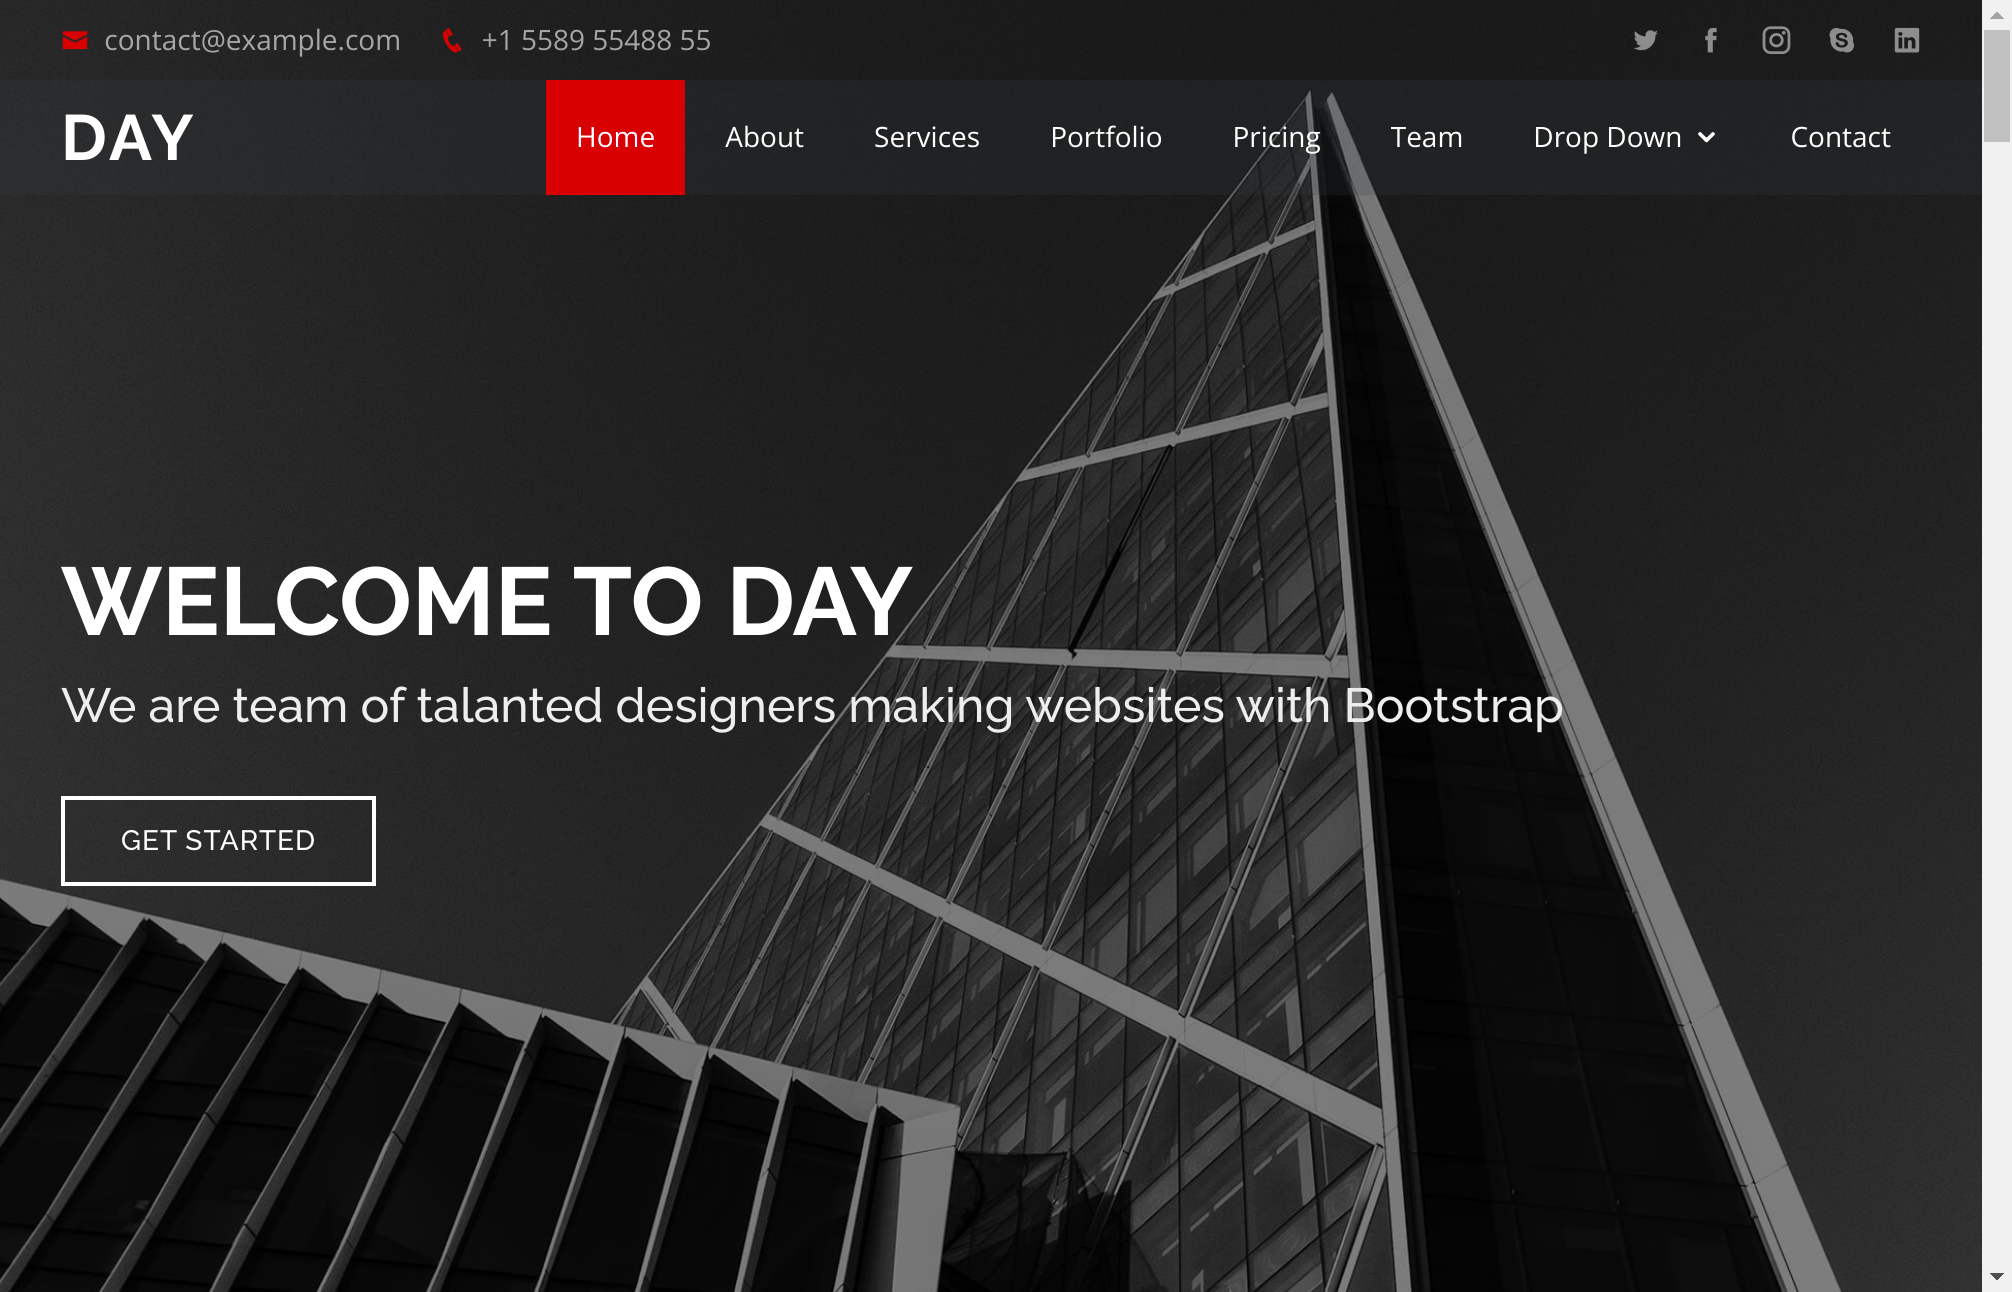 contact@example.com +1 5589 55488 55
DAY
Home About Services Portfolio Pricing Team Drop Down Contact
WELCOME TO DAY
We are team of talanted designers making websites with Bootstrap
GET STARTED